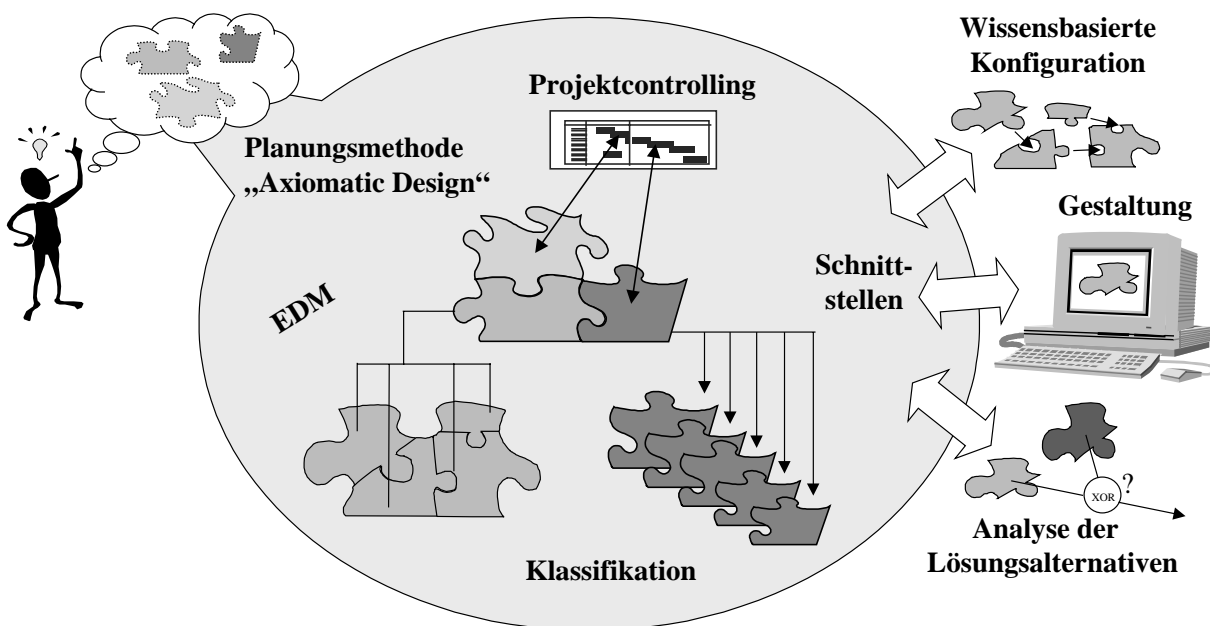 Wissensbasierte
Konfiguration
Projektcontrolling
Planungsmethode
„Axiomatic Design“
Gestaltung
Schnitt-
stellen
EDM
?
XOR
Analyse der
Lösungsalternativen
Klassifikation